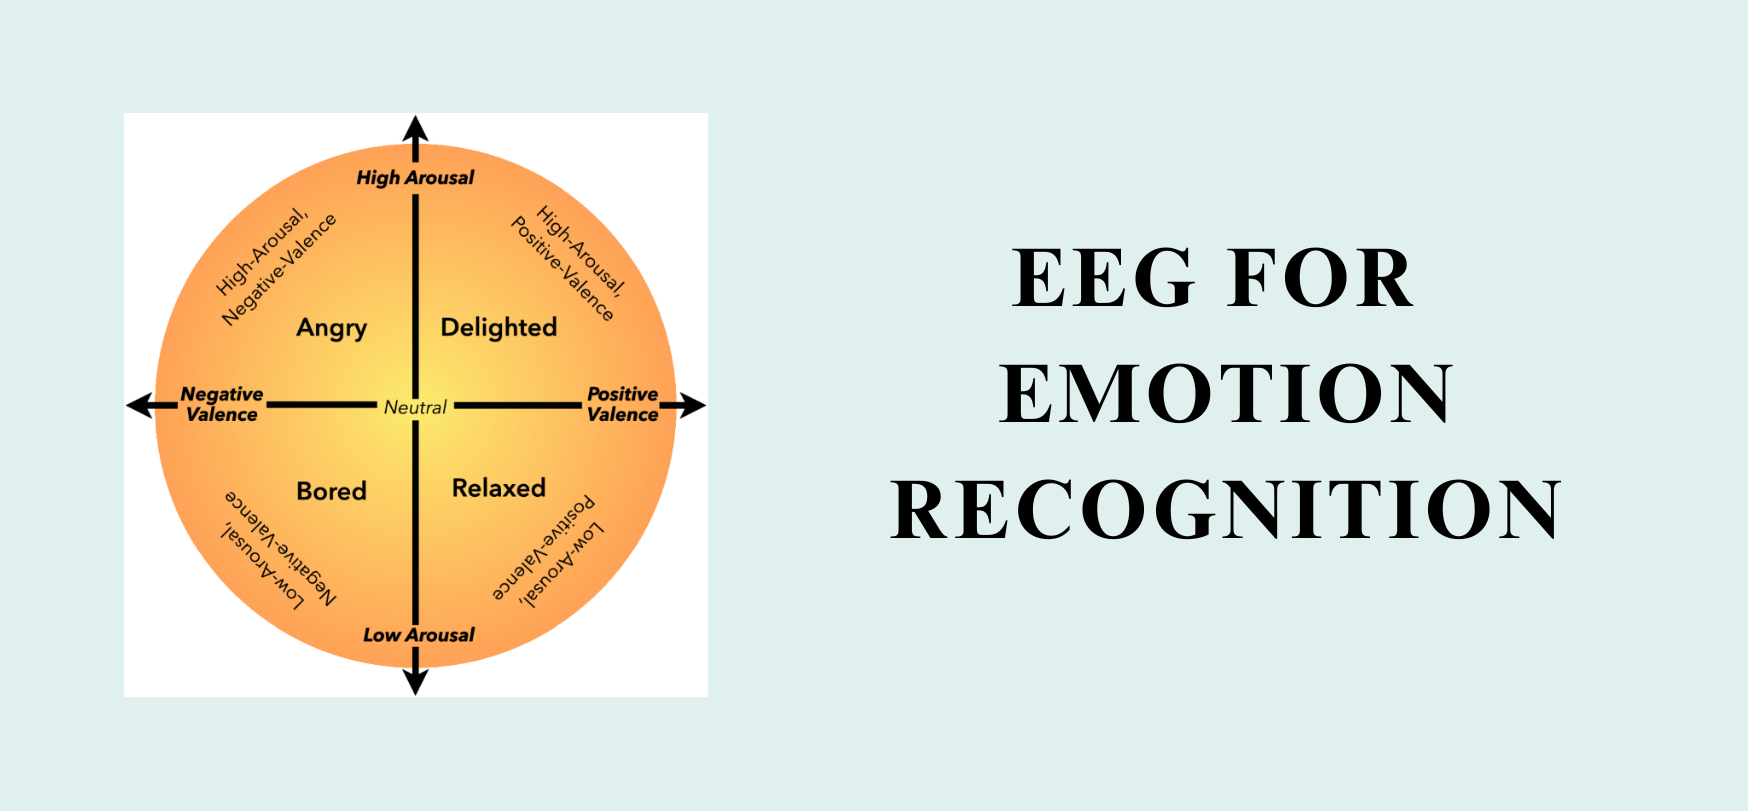 High Arousal
High-Arousal,
Negative-Valence
High-Arousal,
Positive-Valence
Angry
Delighted
Negative
Valence
Neutral
Positive
Valence
Bored
Relaxed
Low-Arousal,
Negative-Valence
Low-Arousal,
Positive-Valence
Low Arousal
EEG FOR
EMOTION
RECOGNITION